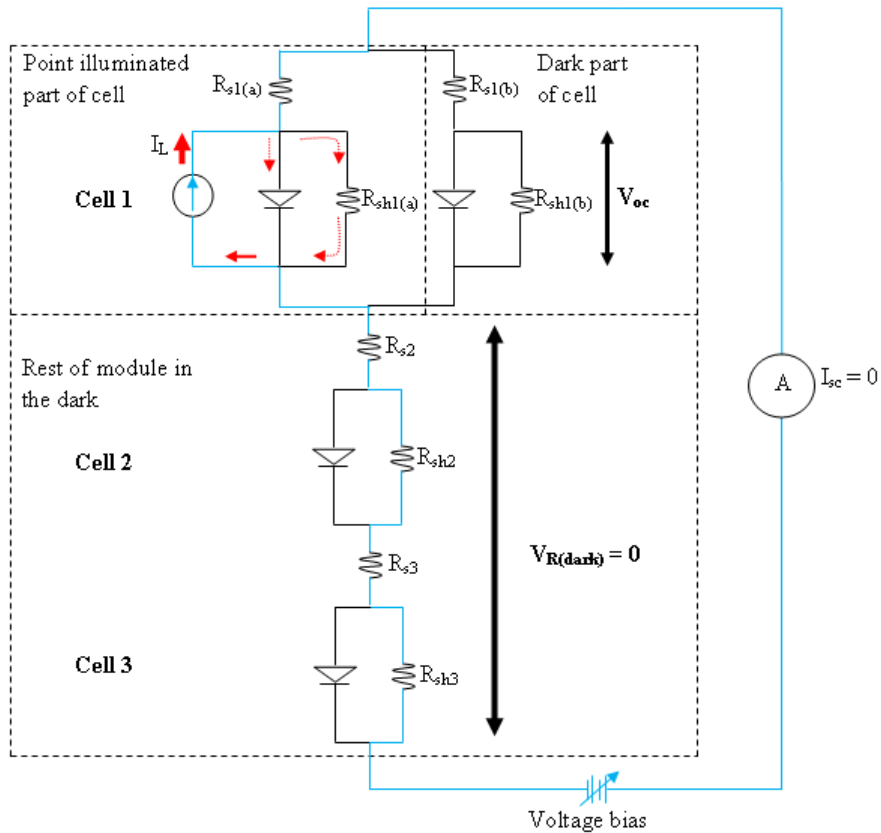 Point illuminated
part of cell
Rs1(a)
Rs1(b)
Dark part
of cell
IL
Cell 1
Rsh1(a)
Rsh1(b)
Voc
Rest of module in
the dark
Rs2
Cell 2
Rsh2
Rs3
VR(dark) = 0
Cell 3
Rsh3
A
Isc = 0
Voltage bias